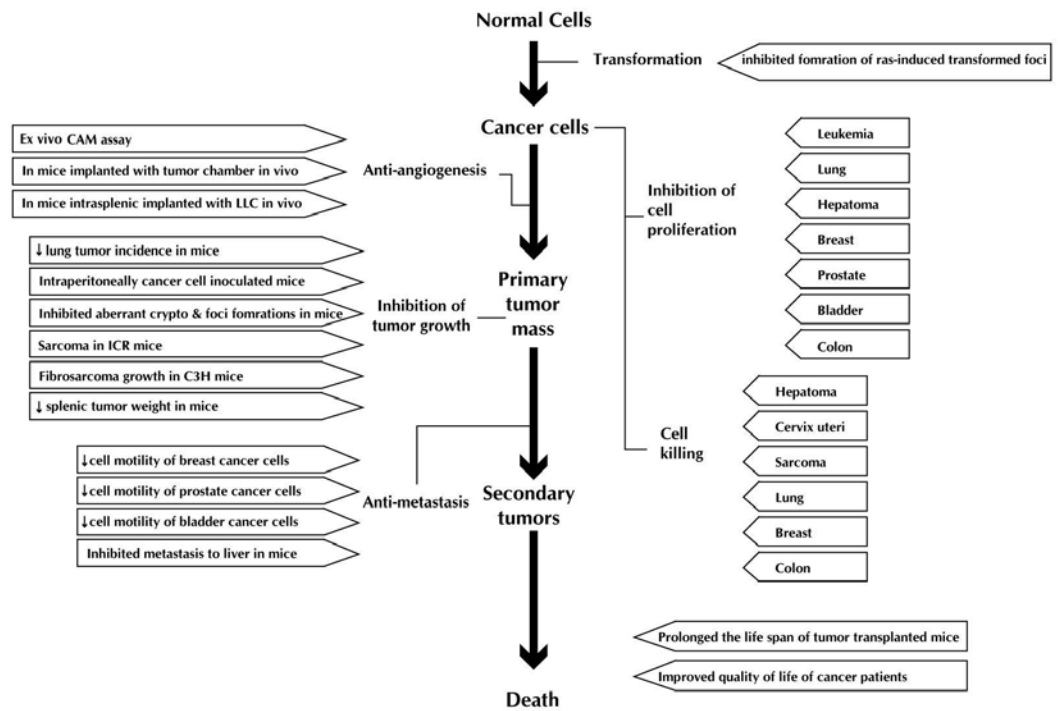 Normal Cells
Transformation
inhibited fomration of ras-induced transformed foci
Cancer cells
Ex vivo CAM assay
In mice implanted with tumor chamber in vivo
In mice intrasplenic implanted with LLC in vivo
Anti-angiogenesis
Inhibition of
cell
proliferation
Leukemia
Lung
Hepatoma
Breast
Prostate
Bladder
Colon
↓lung tumor incidence in mice
Intraperitoneally cancer cell inoculated mice
Inhibited aberrant crypto & foci fomrations in mice
Sarcoma in ICR mice
Fibrosarcoma growth in C3H mice
↓splenic tumor weight in mice
Inhibition of
tumor growth
Primary
tumor
mass
Cell
killing
Hepatoma
Cervix uteri
Sarcoma
Lung
Breast
Colon
↓cell motility of breast cancer cells
↓cell motility of prostate cancer cells
↓cell motility of bladder cancer cells
Inhibited metastasis to liver in mice
Anti-metastasis
Secondary
tumors
Prolonged the life span of tumor transplanted mice
Improved quality of life of cancer patients
Death